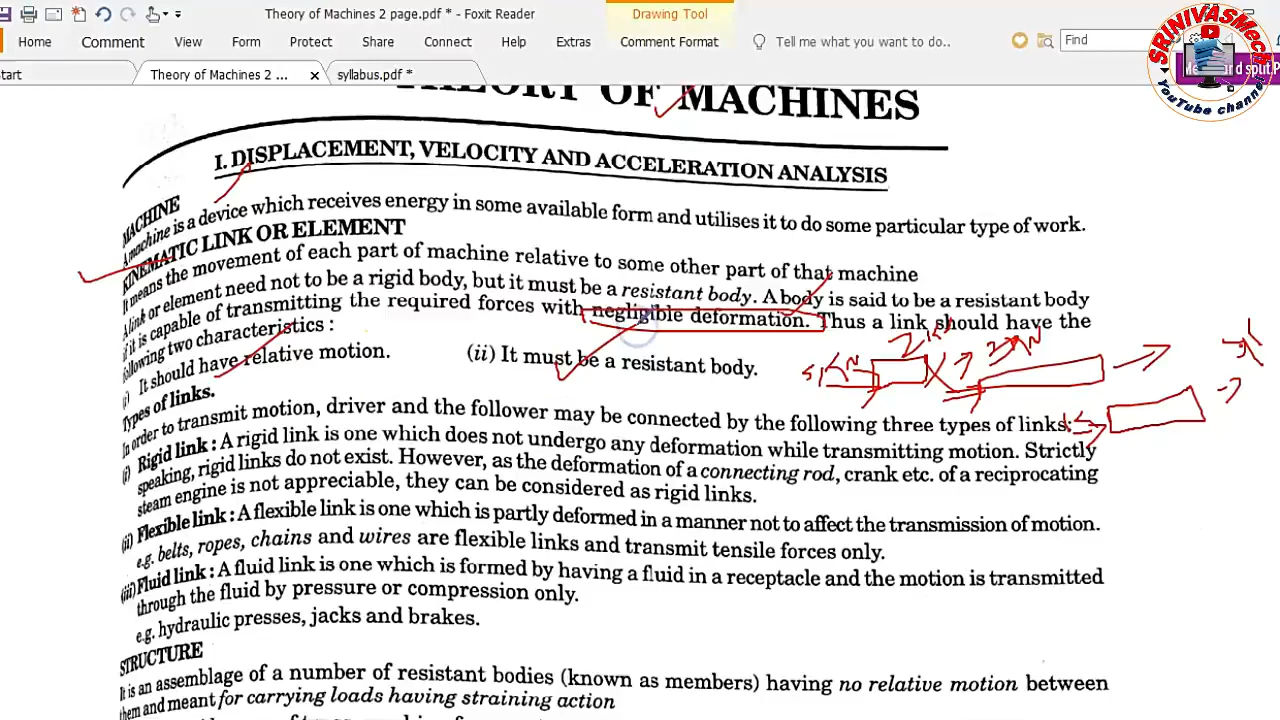 Theory of Machines 2 page.pdf * - Foxit Reader
Drawing Tool
Home Comment View Form Protect Share Connect Help Extras Comment Format Tell me what you want to do.. Find
SRINIVASMech
YouTube channel
tart Theory of Machines 2 ... × syllabus.pdf *
THEORY OF MACHINES
I. DISPLACEMENT, VELOCITY AND ACCELERATION ANALYSIS
MACHINE
A machine is a device which receives energy in some available form and utilises it to do some particular type of work.
KINEMATIC LINK OR ELEMENT
It means the movement of each part of machine relative to some other part of that machine
A link or element need not to be a rigid body, but it must be a resistant body. A body is said to be a resistant body
if it is capable of transmitting the required forces with negligible deformation. Thus a link should have the
following two characteristics :
(i) It should have relative motion. (ii) It must be a resistant body.
Types of links.
In order to transmit motion, driver and the follower may be connected by the following three types of links:
(i) Rigid link : A rigid link is one which does not undergo any deformation while transmitting motion. Strictly
speaking, rigid links do not exist. However, as the deformation of a connecting rod, crank etc. of a reciprocating
steam engine is not appreciable, they can be considered as rigid links.
(ii) Flexible link : A flexible link is one which is partly deformed in a manner not to affect the transmission of motion.
e.g. belts, ropes, chains and wires are flexible links and transmit tensile forces only.
(iii) Fluid link : A fluid link is one which is formed by having a fluid in a receptacle and the motion is transmitted
through the fluid by pressure or compression only.
e.g. hydraulic presses, jacks and brakes.
STRUCTURE
It is an assemblage of a number of resistant bodies (known as members) having no relative motion between
them and meant for carrying loads having straining action